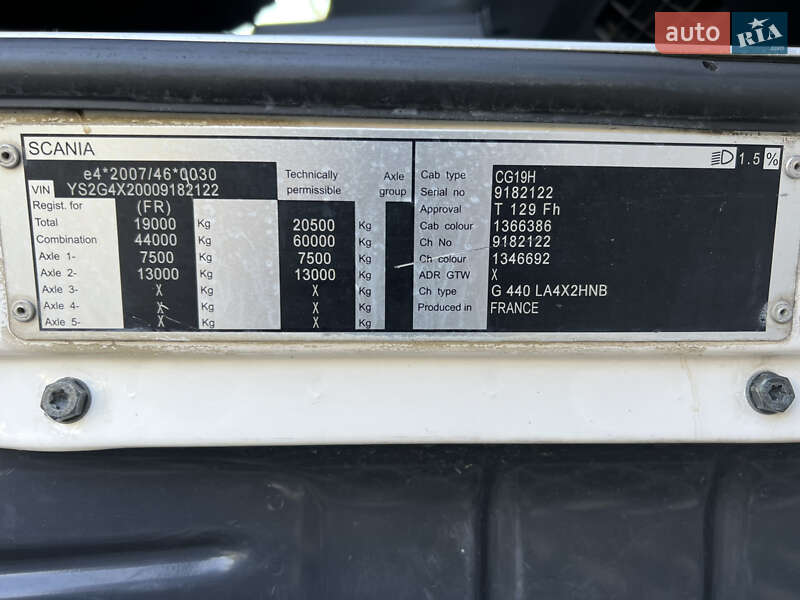 auto RIA .com
SCANIA
e4*2007/46*0030
VIN YS2G4X20009182122
Technically permissible
Axle group
Regist. for (FR)
Total 19000 Kg 20500 Kg
Combination 44000 Kg 60000 Kg
Axle 1- 7500 Kg 7500 Kg
Axle 2- 13000 Kg 13000 Kg
Axle 3- X Kg X Kg
Axle 4- X Kg X Kg
Axle 5- X Kg X Kg
1.5 %
Cab type CG19H
Serial no 9182122
Approval T 129 Fh
Cab colour 1366386
Ch No 9182122
Ch colour 1346692
ADR GTW X
Ch type G 440 LA4X2HNB
Produced in FRANCE